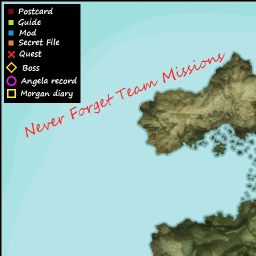 Postcard
Guide
Mod
Secret File
Quest
Boss
Angela record
Morgan diary
Never Forget Team Missions